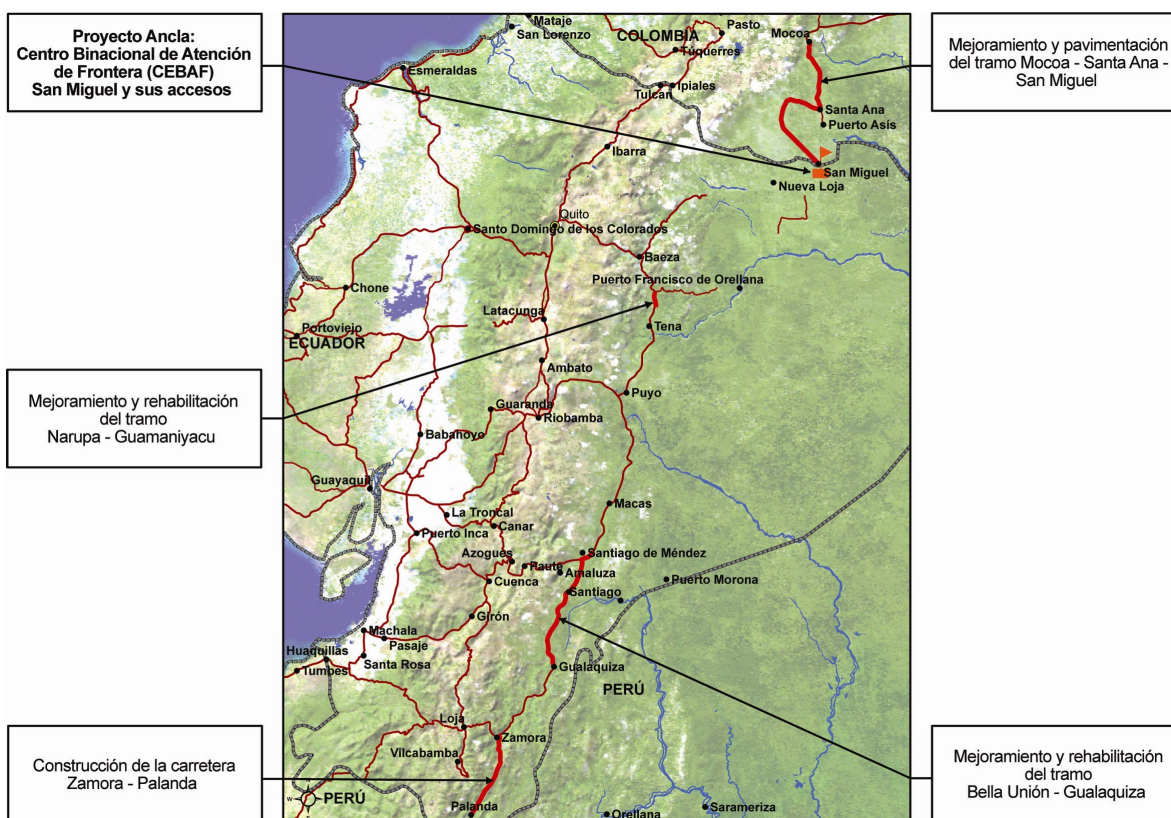 Proyecto Ancla:
Centro Binacional de Atención
de Frontera (CEBAF)
San Miguel y sus accesos
Mejoramiento y pavimentación
del tramo Mocoa - Santa Ana -
San Miguel
Mejoramiento y rehabilitación
del tramo
Narupa - Guamaniyacu
Construcción de la carretera
Zamora - Palanda
Mejoramiento y rehabilitación
del tramo
Bella Unión - Gualaquiza
Mataje
San Lorenzo
COLOMBIA
Pasto
Túquerres
Mocoa
Esmeraldas
Tulcán
Ipiales
Santa Ana
Puerto Asís
Ibarra
San Miguel
Nueva Loja
Quito
Santo Domingo de los Colorados
Baeza
Puerto Francisco de Orellana
Chone
Latacunga
Portoviejo
ECUADOR
Tena
Ambato
Puyo
Guaranda
Riobamba
Babahoyo
Guayaquil
La Troncal
Macas
Canar
Puerto Inca
Azogues
Paute
Santiago de Méndez
Amaluza
Cuenca
Puerto Morona
Santiago
Girón
Machala
Pasaje
Huaquillas
Santa Rosa
Tumbes
Gualaquiza
PERÚ
Loja
Zamora
Vilcabamba
N
W
PERÚ
Palanda
Orellana
Sarameriza